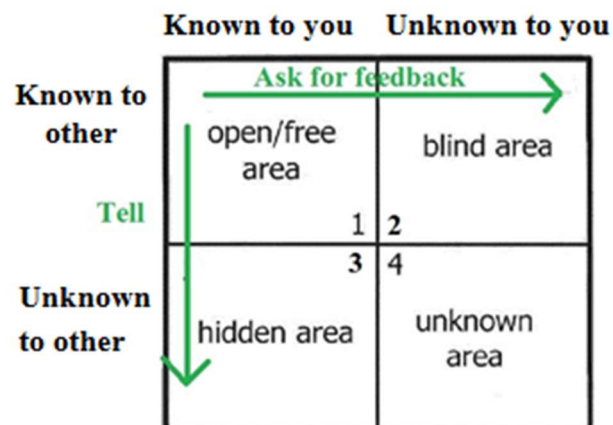 Known to you Unknown to you
Known to
other
Ask for feedback
open/free
area
blind area
Tell
1 2
3 4
Unknown
to other
hidden area
unknown
area